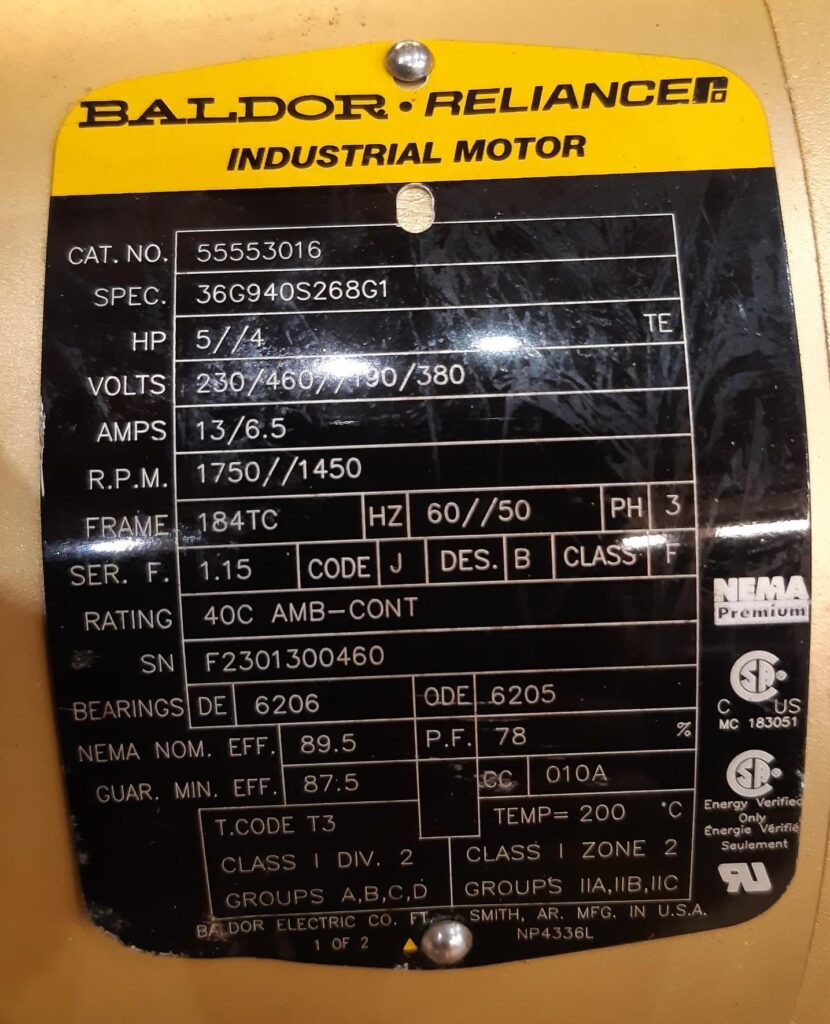 BALDOR • RELIANCE
INDUSTRIAL MOTOR
CAT. NO. 55553016
SPEC. 36G940S268G1
HP 5//4 TE
VOLTS 230/460//190/380
AMPS 13/6.5
R.P.M. 1750//1450
FRAME 184TC HZ 60//50 PH 3
SER. F. 1.15 CODE J DES. B CLASS F
RATING 40C AMB-CONT
SN F2301300460
BEARINGS DE 6206 ODE 6205
NEMA NOM. EFF. 89.5 P.F. 78 %
GUAR. MIN. EFF. 87.5 CC 010A
T.CODE T3 TEMP= 200 °C
CLASS I DIV. 2 CLASS I ZONE 2
GROUPS A,B,C,D GROUPS IIA,IIB,IIC
BALDOR ELECTRIC CO. FT. SMITH, AR. MFG. IN U.S.A.
1 OF 2 NP4336L
NEMA
Premium
SA
C US
MC 183051
SA
Energy Verified
Only
Énergie Vérifié
Seulement
RU